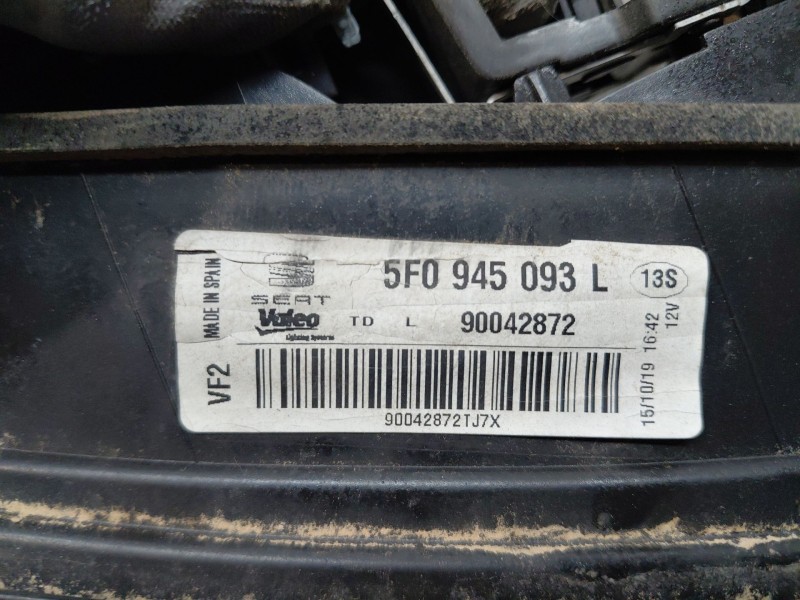 MADE IN SPAIN
VF2
SEAT
5F0 945 093 L
13S
Valeo TD L 90042872
Lighting Systems
90042872TJ7X
15/10/19 16:42
12V